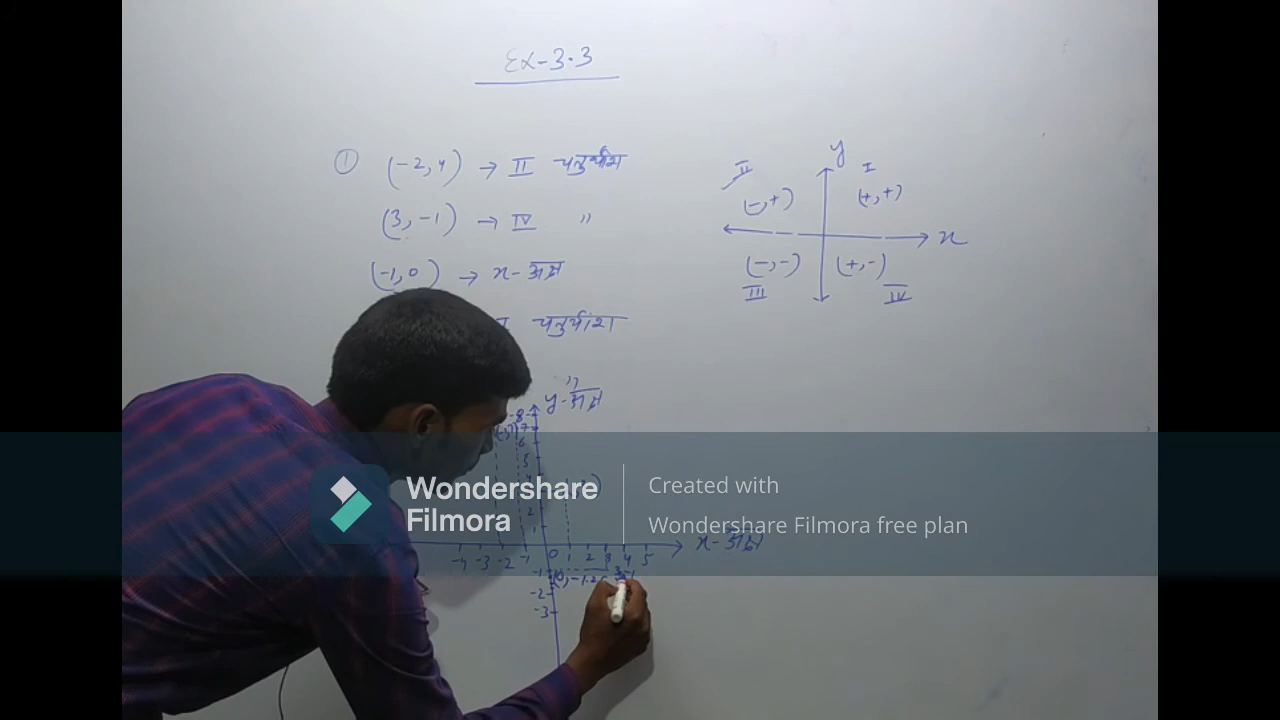 Ex-3.3
① (-2, 4) → II चतुर्थांश
(3, -1) → IV "
(-1, 0) → x-अक्ष
चतुर्थांश
"
y
II I
(-,+) (+,+)
x
(-,-) (+,-)
III IV
y-अक्ष
8
7
6
5
4
2
1
x-अक्ष
-4 -3 -2 -1 0 1 2 3 4 5
-1
-2
-3
Wondershare
Filmora
Created with
Wondershare Filmora free plan